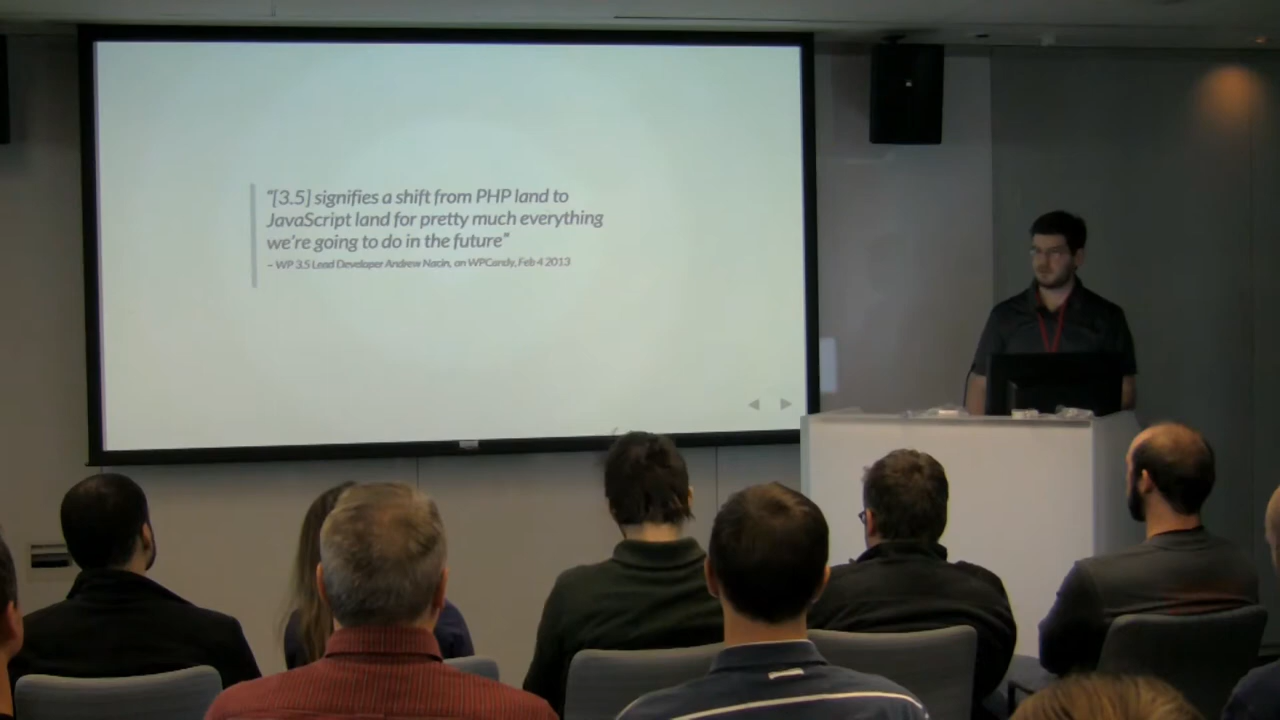 "[3.5] signifies a shift from PHP land to
JavaScript land for pretty much everything
we're going to do in the future"
– WP 3.5 Lead Developer Andrew Nacin, on WPCandy, Feb 4 2013